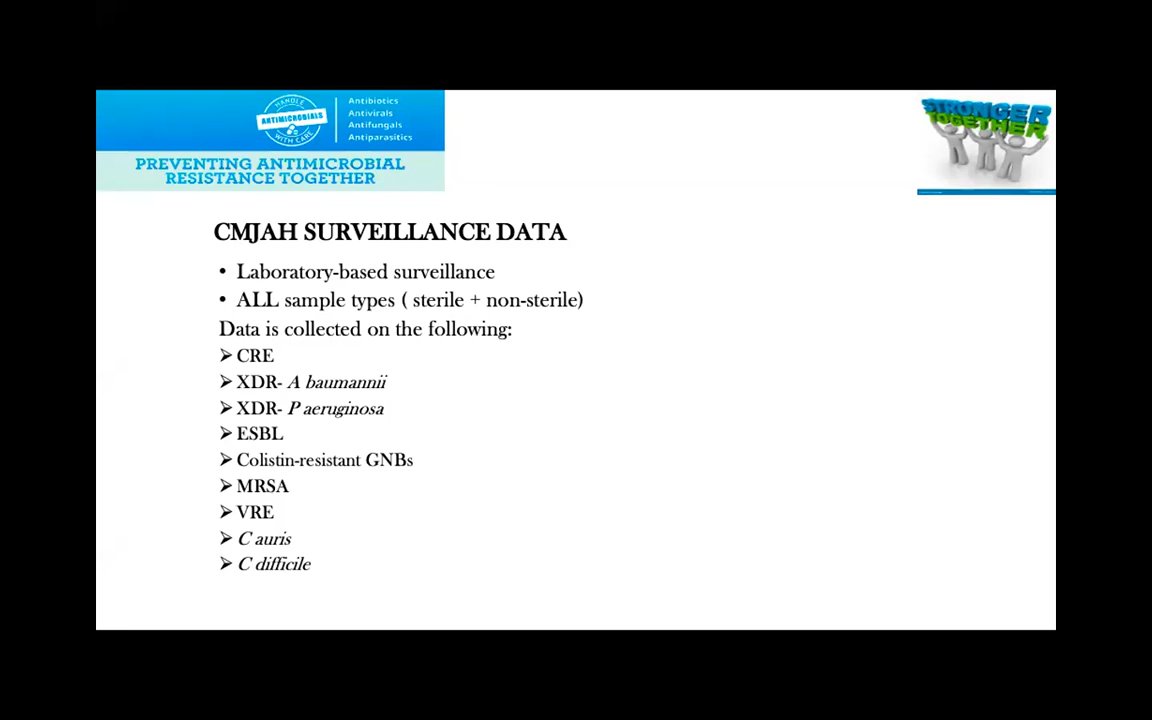 HANDLE
ANTIMICROBIALS
WITH CARE
Antibiotics
Antivirals
Antifungals
Antiparasitics
PREVENTING ANTIMICROBIAL
RESISTANCE TOGETHER
STRONGER
TOGETHER
CMJAH SURVEILLANCE DATA
• Laboratory-based surveillance
• ALL sample types ( sterile + non-sterile)
Data is collected on the following:
➢ CRE
➢ XDR- A baumannii
➢ XDR- P aeruginosa
➢ ESBL
➢ Colistin-resistant GNBs
➢ MRSA
➢ VRE
➢ C auris
➢ C difficile